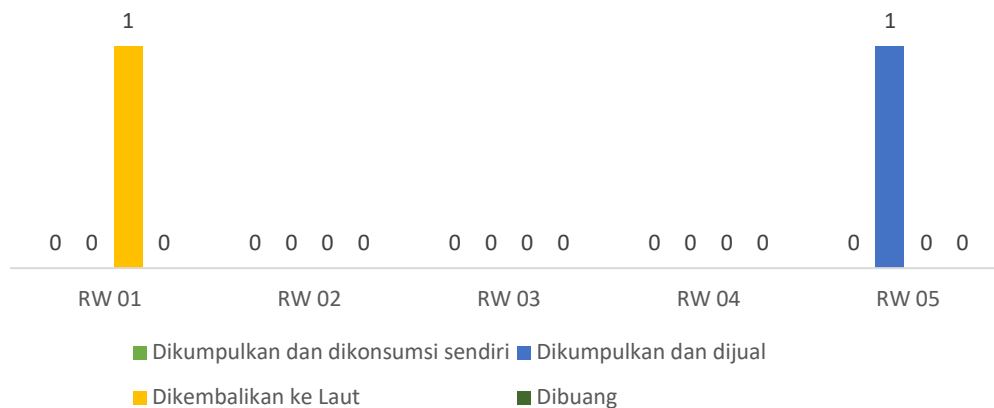 1 1
0 0 0 0 0 0 0 0 0 0 0 0 0 0 0 0 0 0
RW 01 RW 02 RW 03 RW 04 RW 05
Dikumpulkan dan dikonsumsi sendiri Dikumpulkan dan dijual
Dikembalikan ke Laut Dibuang